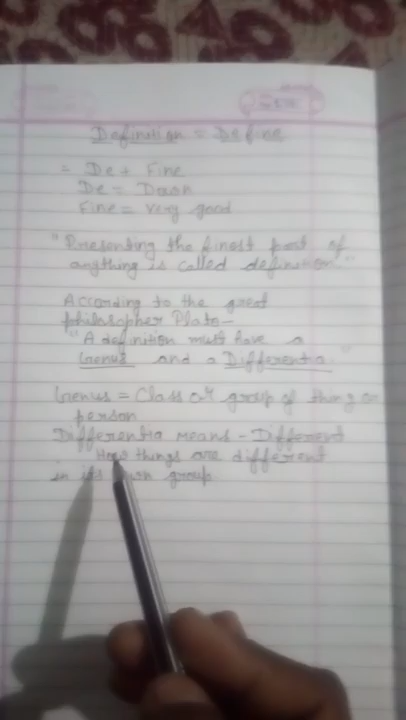 Definition = Define
= De + Fine
De = Down
Fine = very good
"Presenting the finest part of
anything is called definition"
According to the great
philosopher Plato-
"A definition must have a
Genus and a Differentia."
Genus = Class or group of thing or
person
Differentia means - Different
How things are different
in its own group